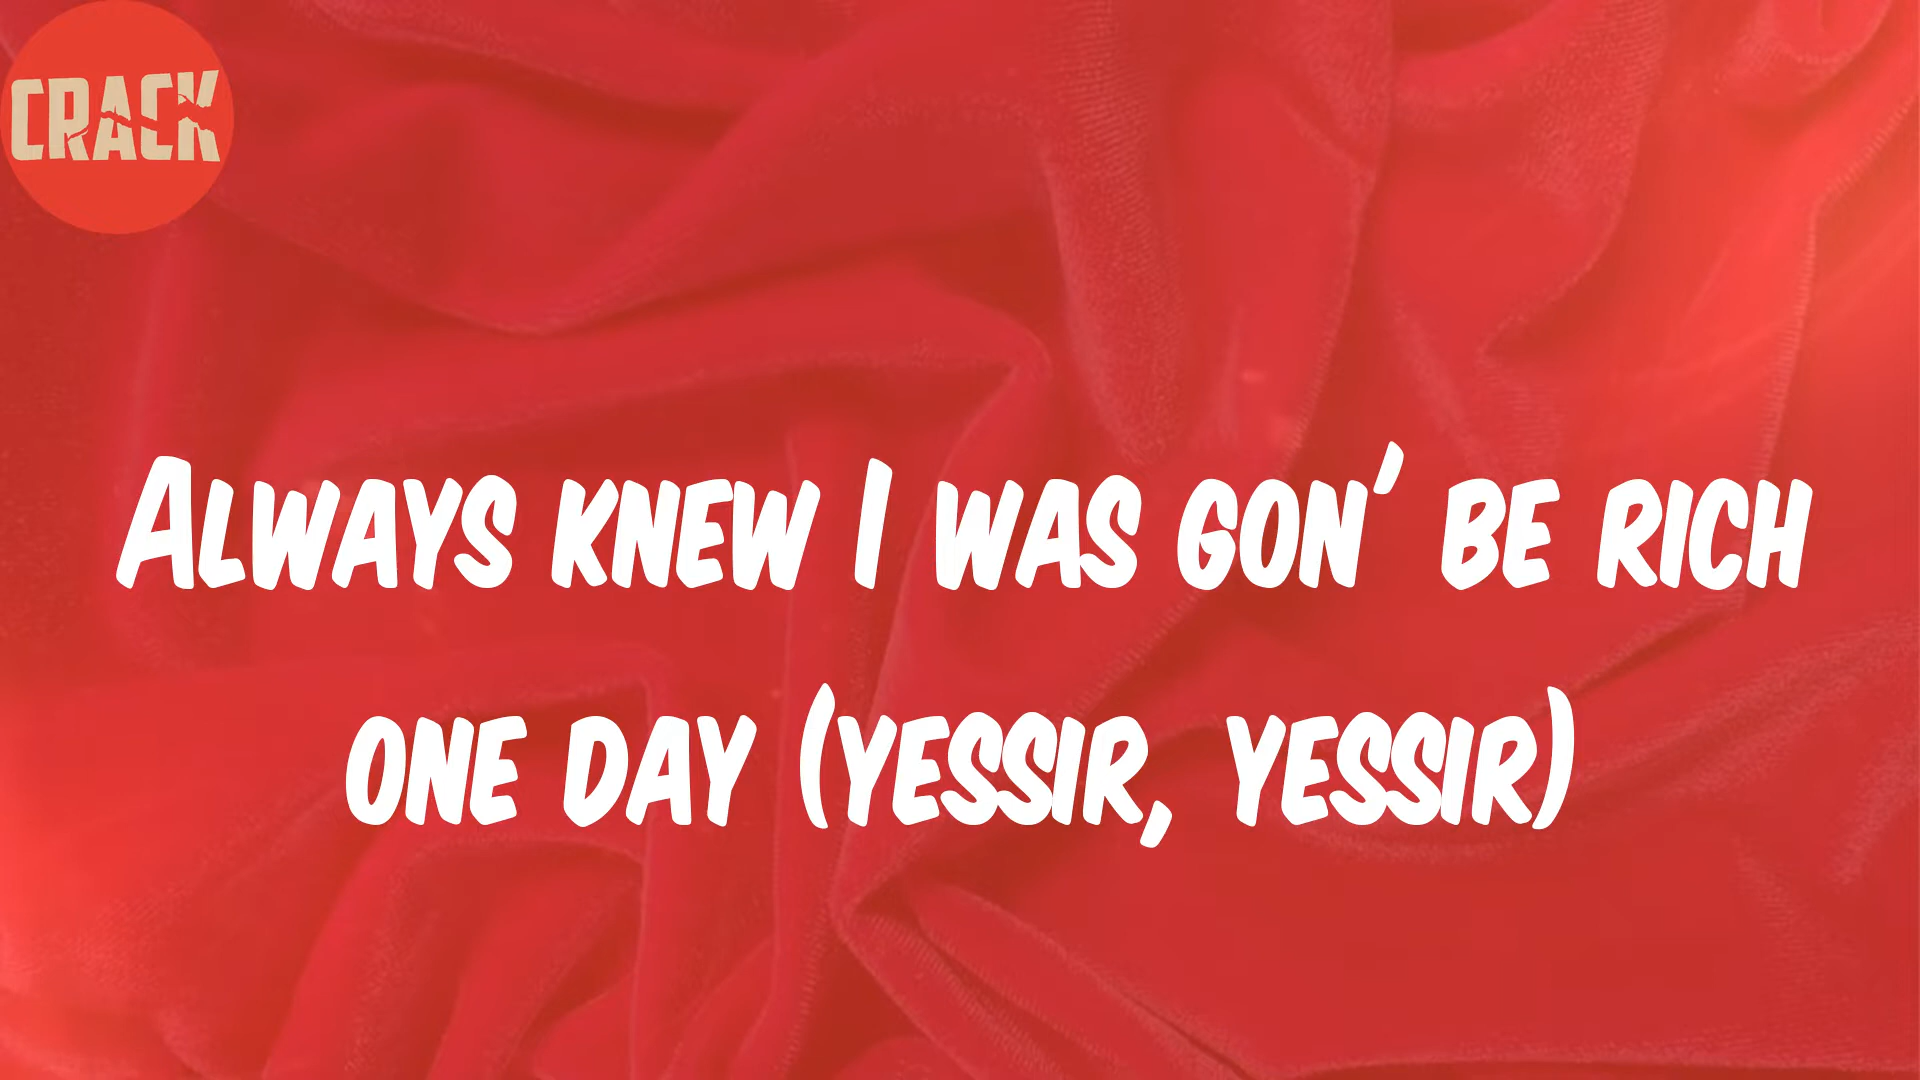 CRACK
Always knew I was gon' be rich
one day (yessir, yessir)